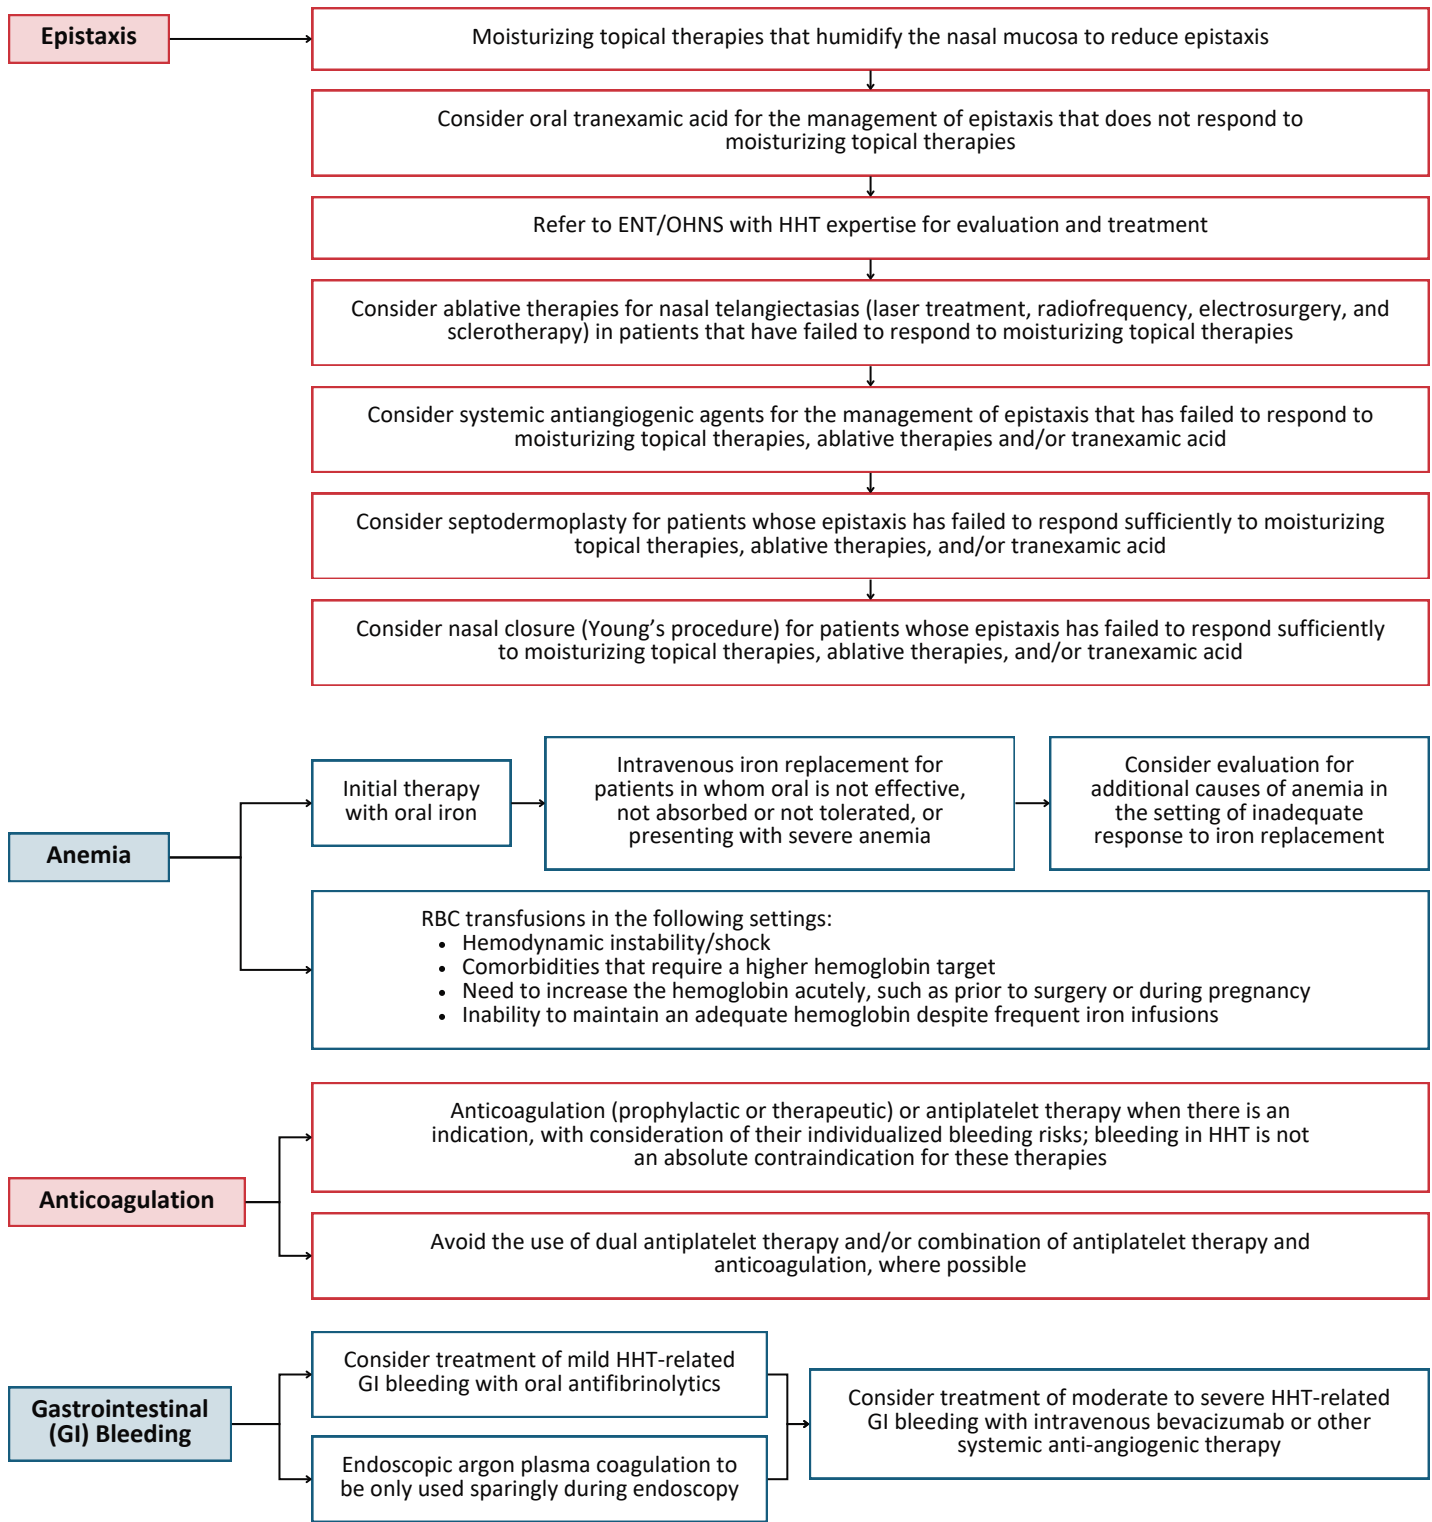 Epistaxis
Moisturizing topical therapies that humidify the nasal mucosa to reduce epistaxis
Consider oral tranexamic acid for the management of epistaxis that does not respond to
moisturizing topical therapies
Refer to ENT/OHNS with HHT expertise for evaluation and treatment
Consider ablative therapies for nasal telangiectasias (laser treatment, radiofrequency, electrosurgery, and
sclerotherapy) in patients that have failed to respond to moisturizing topical therapies
Consider systemic antiangiogenic agents for the management of epistaxis that has failed to respond to
moisturizing topical therapies, ablative therapies and/or tranexamic acid
Consider septodermoplasty for patients whose epistaxis has failed to respond sufficiently to moisturizing
topical therapies, ablative therapies, and/or tranexamic acid
Consider nasal closure (Young’s procedure) for patients whose epistaxis has failed to respond sufficiently
to moisturizing topical therapies, ablative therapies, and/or tranexamic acid
Anemia
Initial therapy
with oral iron
Intravenous iron replacement for
patients in whom oral is not effective,
not absorbed or not tolerated, or
presenting with severe anemia
Consider evaluation for
additional causes of anemia in
the setting of inadequate
response to iron replacement
RBC transfusions in the following settings:
• Hemodynamic instability/shock
• Comorbidities that require a higher hemoglobin target
• Need to increase the hemoglobin acutely, such as prior to surgery or during pregnancy
• Inability to maintain an adequate hemoglobin despite frequent iron infusions
Anticoagulation
Anticoagulation (prophylactic or therapeutic) or antiplatelet therapy when there is an
indication, with consideration of their individualized bleeding risks; bleeding in HHT is not
an absolute contraindication for these therapies
Avoid the use of dual antiplatelet therapy and/or combination of antiplatelet therapy and
anticoagulation, where possible
Gastrointestinal
(GI) Bleeding
Consider treatment of mild HHT-related
GI bleeding with oral antifibrinolytics
Endoscopic argon plasma coagulation to
be only used sparingly during endoscopy
Consider treatment of moderate to severe HHT-related
GI bleeding with intravenous bevacizumab or other
systemic anti-angiogenic therapy